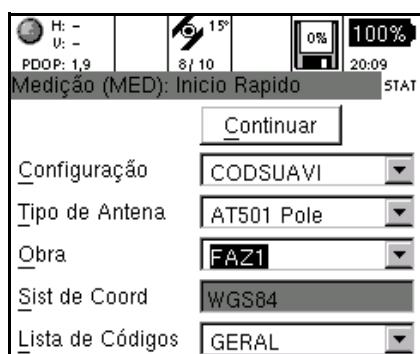 H: -
V: -
PDOP: 1,9
15°
8/ 10
0%
100%
20:09
Medição (MED): Inicio Rapido
STAT
Continuar
Configuração CODSUAVI
Tipo de Antena AT501 Pole
Obra FAZ1
Sist de Coord WGS84
Lista de Códigos GERAL